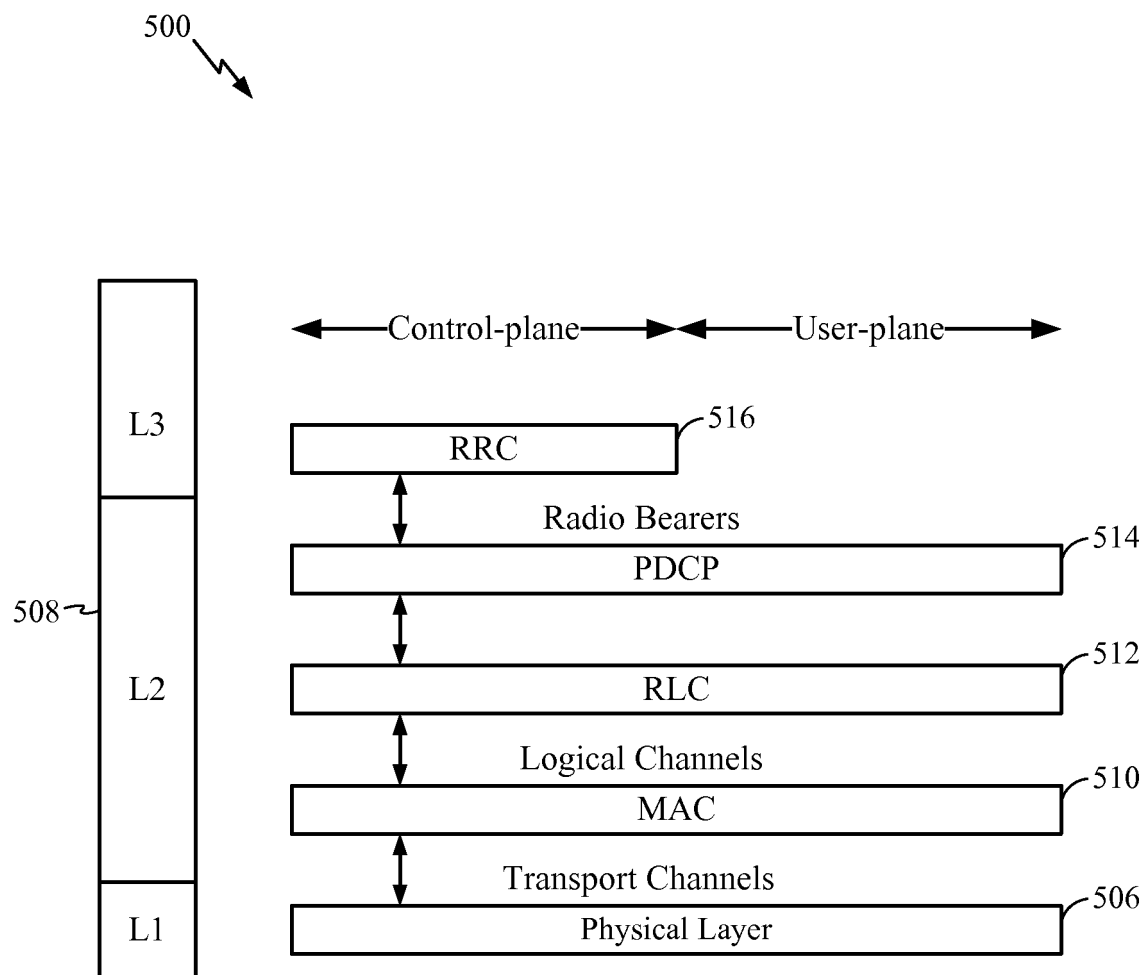 500
Control-plane User-plane
L3
516
RRC
Radio Bearers
514
PDCP
508
512
L2
RLC
Logical Channels
510
MAC
Transport Channels
506
L1
Physical Layer